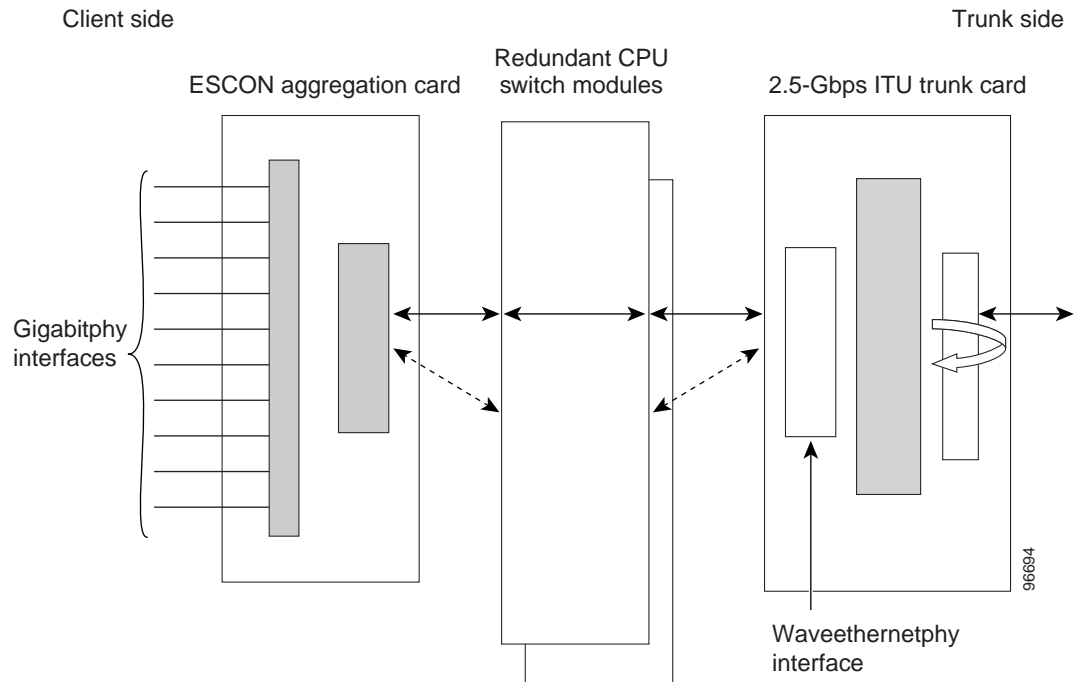 Client side
Trunk side
ESCON aggregation card
Redundant CPU
switch modules
2.5-Gbps ITU trunk card
Gigabitphy
interfaces
96694
Waveethernetphy
interface